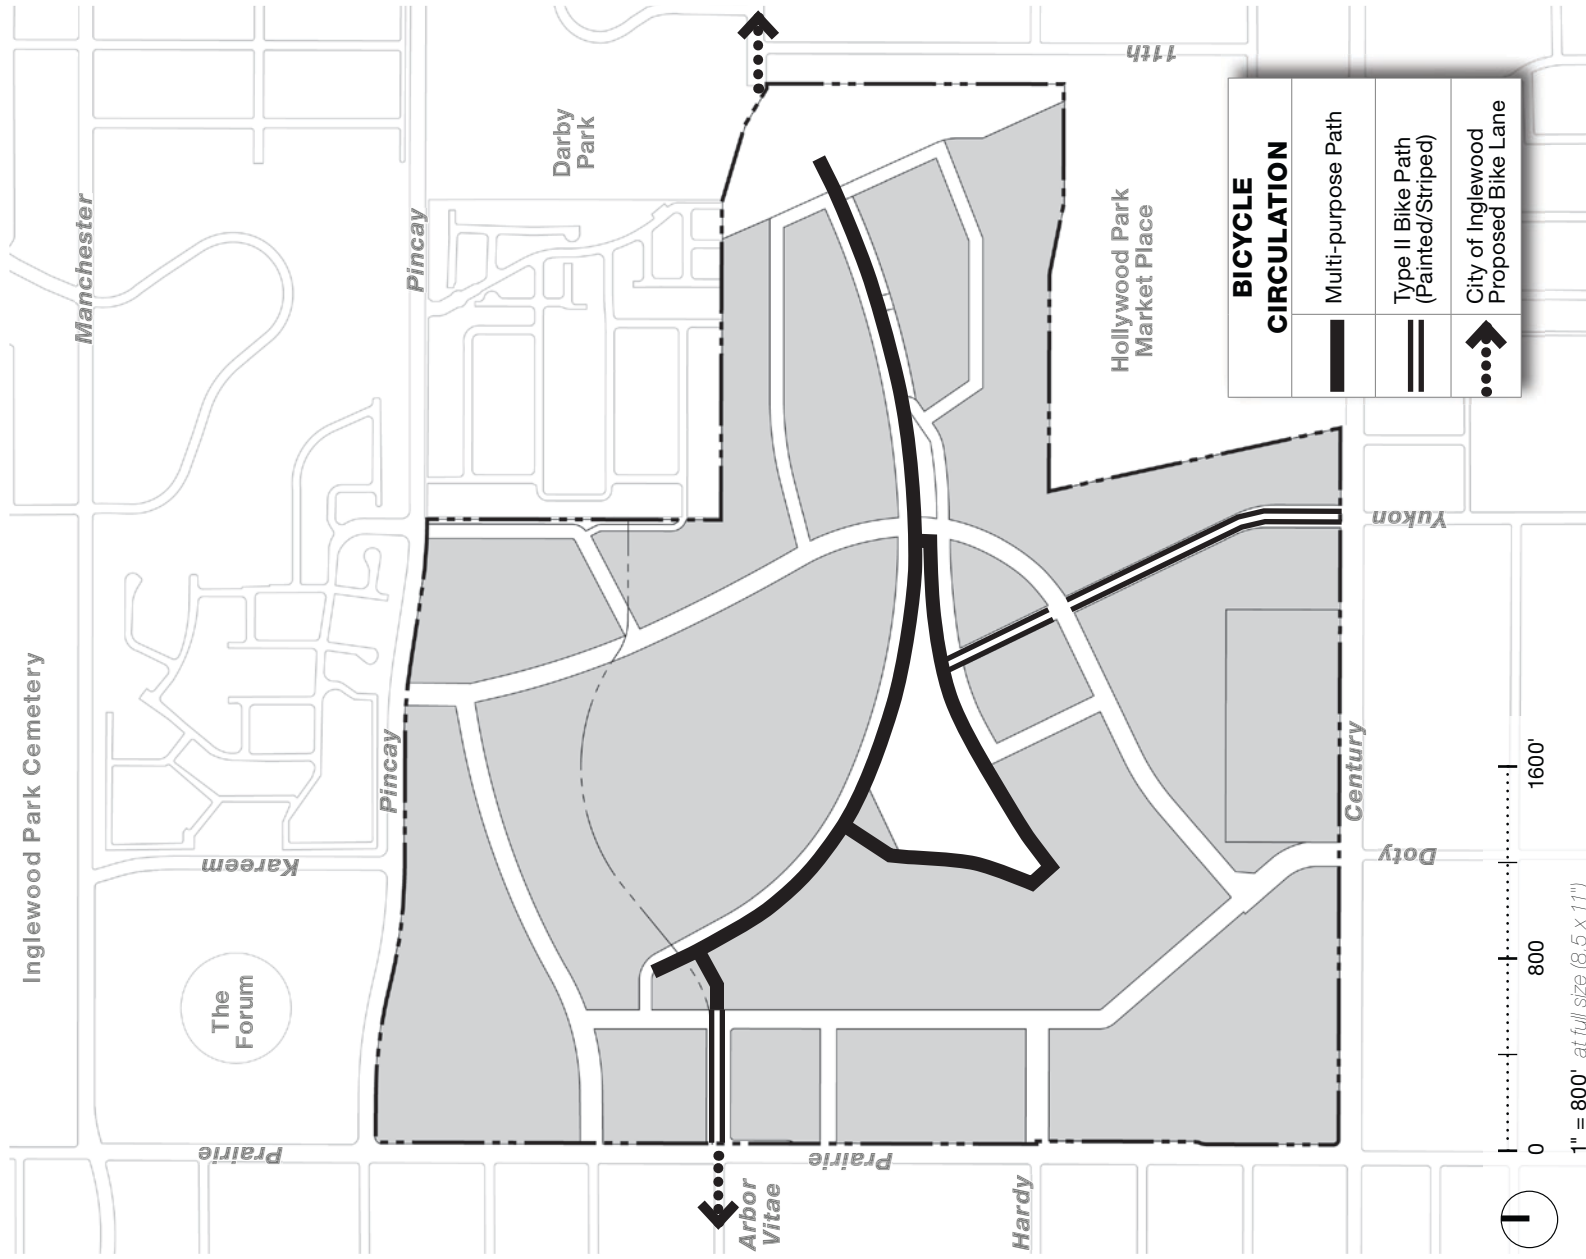 Inglewood Park Cemetery
Manchester
The
Forum
Kareem
Prairie
Pincay
Pincay
Darby
Park
11th
Hollywood Park
Market Place
Arbor
Vitae
Prairie
Hardy
Yukon
Century
Doty
BICYCLE
CIRCULATION
Multi-purpose Path
Type II Bike Path
(Painted/Striped)
City of Inglewood
Proposed Bike Lane
0 800 1600'
1" = 800' at full size (8.5 x 11")